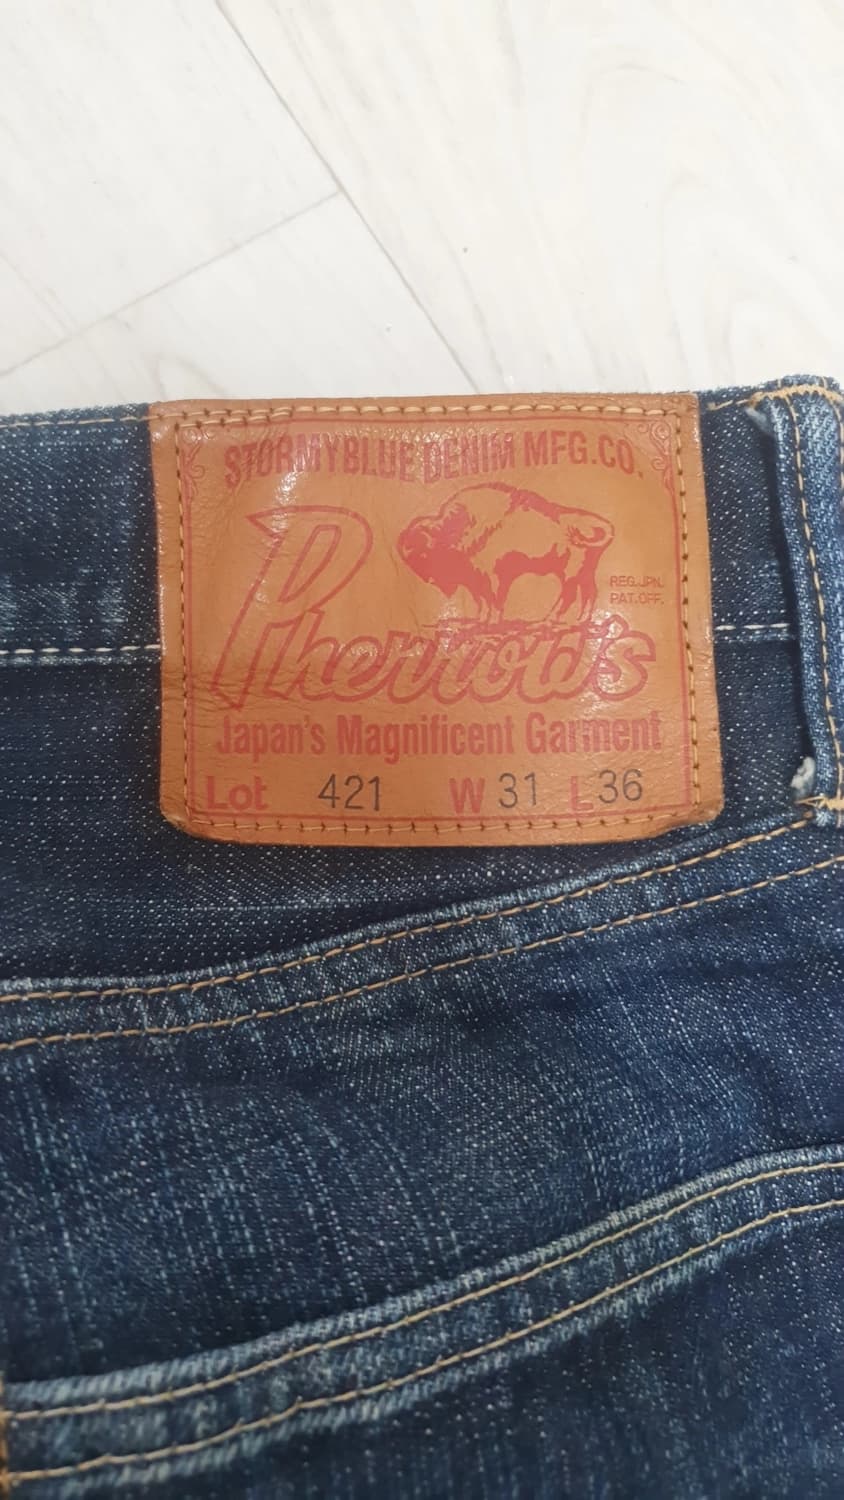 STORMYBLUE DENIM MFG.CO.
Pherrow's
REG.JPN.
PAT.OFF.
Japan's Magnificent Garment
Lot 421 W 31 L 36